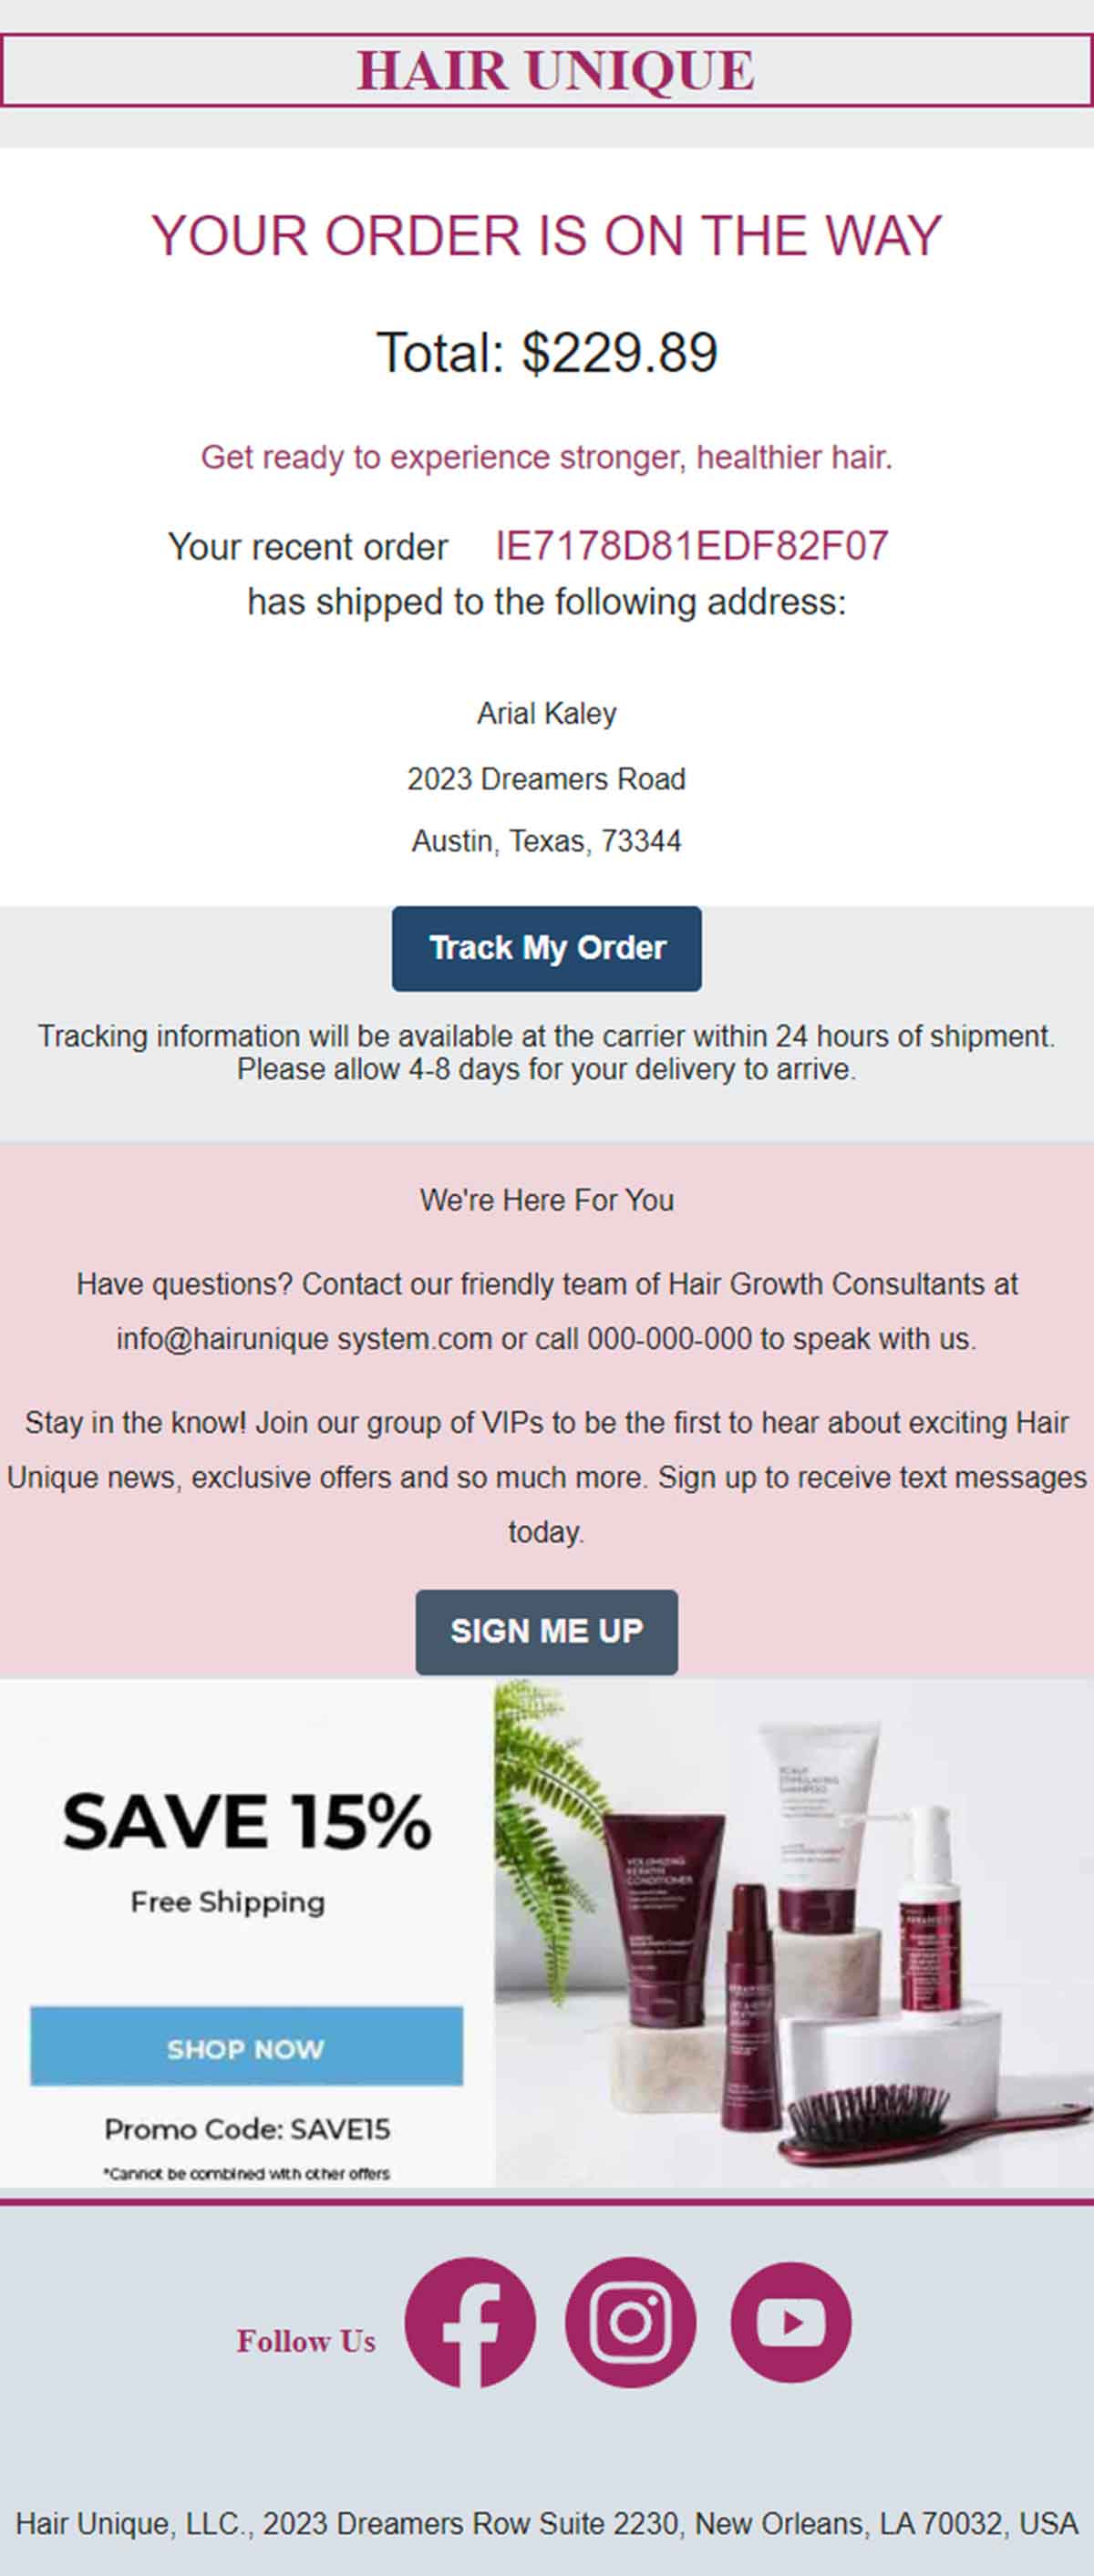 HAIR UNIQUE
YOUR ORDER IS ON THE WAY
Total: $229.89
Get ready to experience stronger, healthier hair.
Your recent order IE7178D81EDF82F07
has shipped to the following address:
Arial Kaley
2023 Dreamers Road
Austin, Texas, 73344
Track My Order
Tracking information will be available at the carrier within 24 hours of shipment.
Please allow 4-8 days for your delivery to arrive.
We're Here For You
Have questions? Contact our friendly team of Hair Growth Consultants at
info@hairunique system.com or call 000-000-000 to speak with us.
Stay in the know! Join our group of VIPs to be the first to hear about exciting Hair
Unique news, exclusive offers and so much more. Sign up to receive text messages
today.
SIGN ME UP
SAVE 15%
Free Shipping
SHOP NOW
Promo Code: SAVE15
*Cannot be combined with other offers
VOLUMIZING
KERATIN
CONDITIONER
SCALP
STIMULATING
SHAMPOO
Follow Us
Hair Unique, LLC., 2023 Dreamers Row Suite 2230, New Orleans, LA 70032, USA